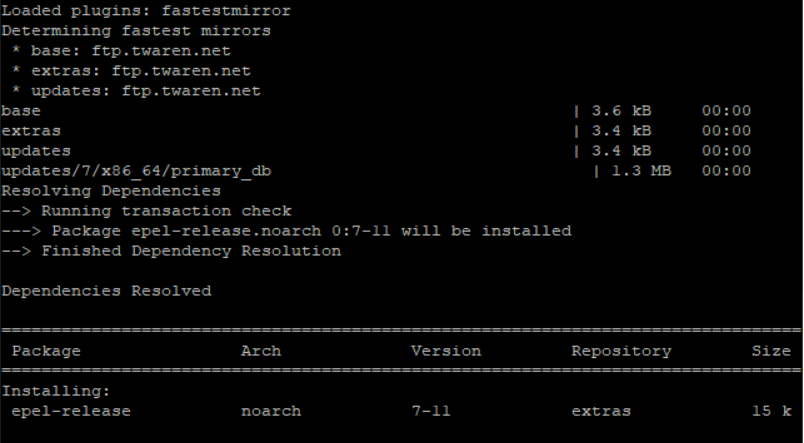 Loaded plugins: fastestmirror
Determining fastest mirrors
 * base: ftp.twaren.net
 * extras: ftp.twaren.net
 * updates: ftp.twaren.net
base                                                     | 3.6 kB     00:00
extras                                                   | 3.4 kB     00:00
updates                                                  | 3.4 kB     00:00
updates/7/x86_64/primary_db                                | 1.3 MB   00:00
Resolving Dependencies
--> Running transaction check
---> Package epel-release.noarch 0:7-11 will be installed
--> Finished Dependency Resolution

Dependencies Resolved

================================================================================
 Package                Arch             Version         Repository        Size
================================================================================
Installing:
 epel-release           noarch           7-11            extras            15 k